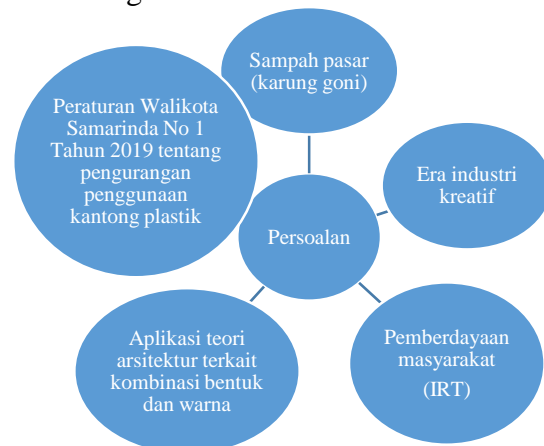 Sampah pasar
(karung goni)
Peraturan Walikota
Samarinda No 1
Tahun 2019 tentang
pengurangan
penggunaan
kantong plastik
Era industri
kreatif
Persoalan
Aplikasi teori
arsitektur terkait
kombinasi bentuk
dan warna
Pemberdayaan
masyarakat
(IRT)